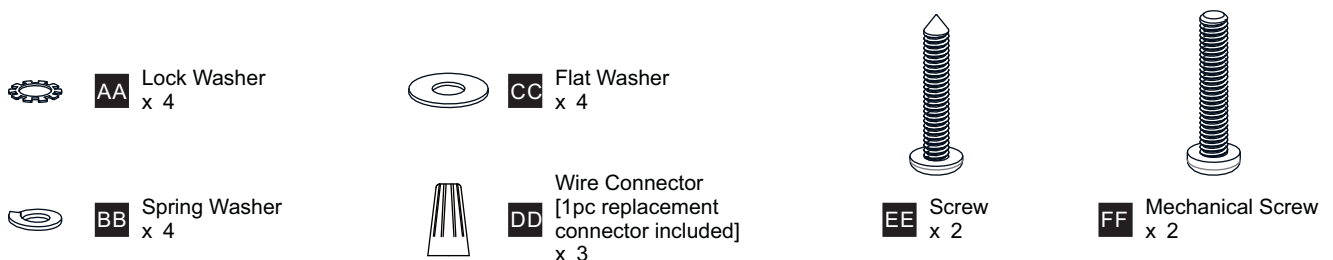 AA Lock Washer
x 4
CC Flat Washer
x 4
BB Spring Washer
x 4
DD Wire Connector
[1pc replacement
connector included]
x 3
EE Screw
x 2
FF Mechanical Screw
x 2